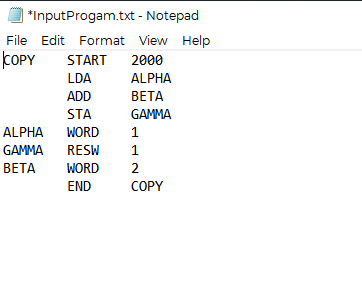 *InputProgam.txt - Notepad
File Edit Format View Help
COPY START 2000
LDA ALPHA
ADD BETA
STA GAMMA
ALPHA WORD 1
GAMMA RESW 1
BETA WORD 2
END COPY